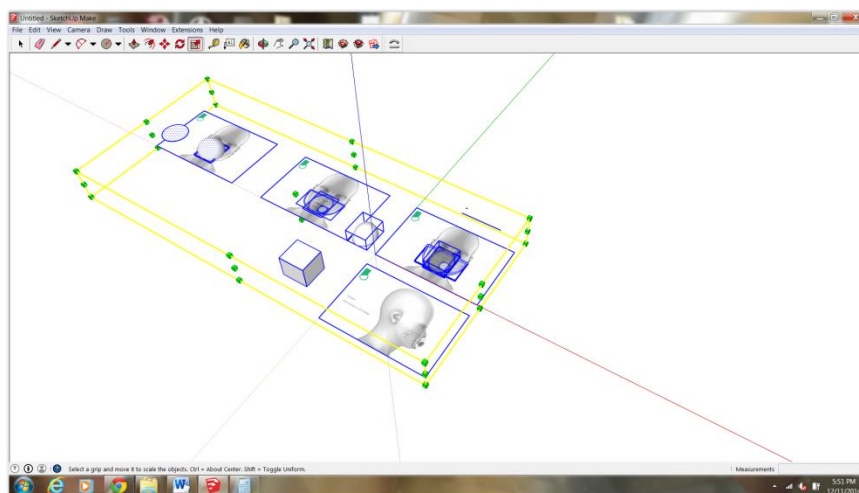 Untitled - SketchUp Make
File Edit View Camera Draw Tools Window Extensions Help
Select a grip and move it to scale the objects. Ctrl = About Center. Shift = Toggle Uniform.
Measurements
5:51 PM